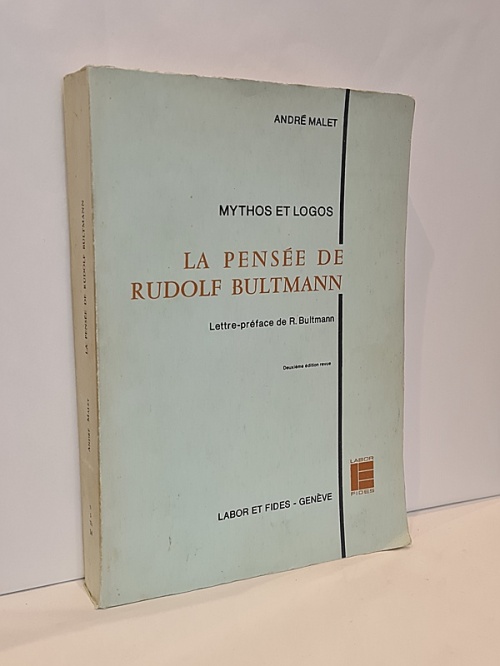 ANDRÉ MALET
MYTHOS ET LOGOS
LA PENSÉE DE
RUDOLF BULTMANN
Lettre-préface de R. Bultmann
Deuxième édition revue
LABOR
FIDES
LABOR ET FIDES - GENÈVE
LA PENSÉE DE RUDOLF BULTMANN
André Malet